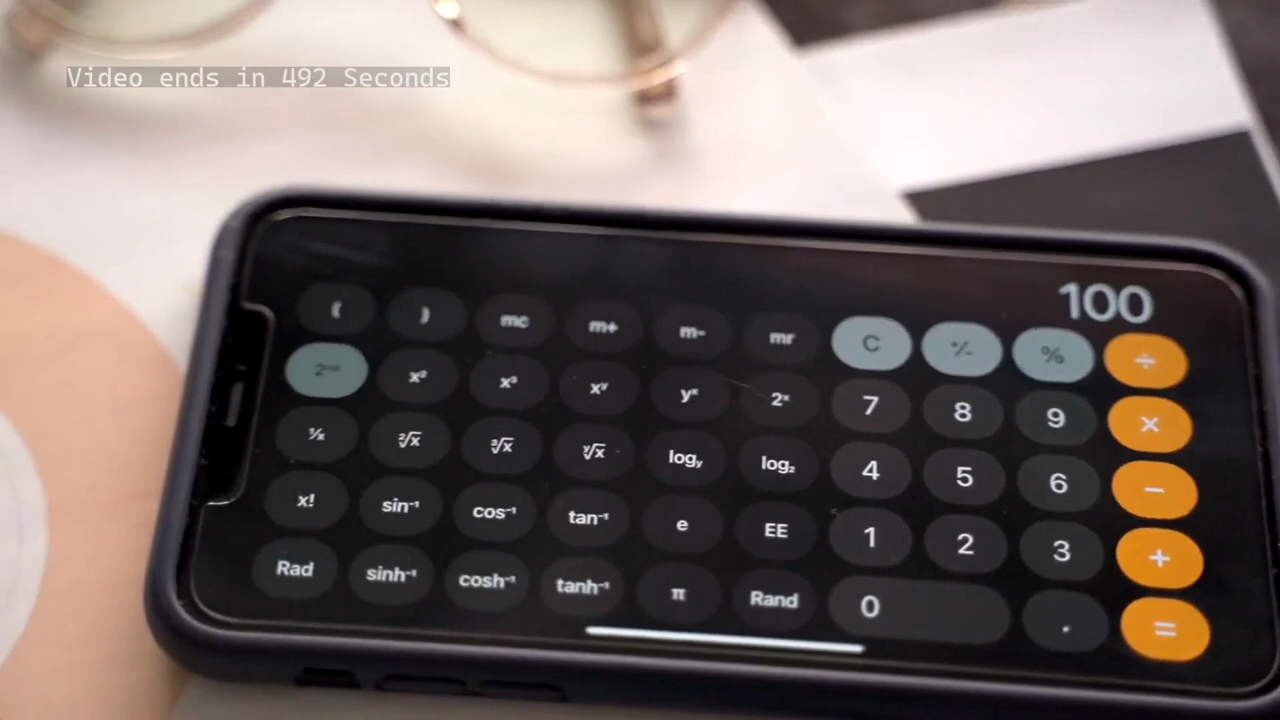 Video ends in 492 Seconds
100
( ) mc m+ m- mr C +/- % ÷
2ⁿᵈ x² x³ xʸ yˣ 2ˣ 7 8 9 ×
¹/x ²√x ³√x ʸ√x logᵧ log₂ 4 5 6 −
x! sin⁻¹ cos⁻¹ tan⁻¹ e EE 1 2 3 +
Rad sinh⁻¹ cosh⁻¹ tanh⁻¹ π Rand 0 . =